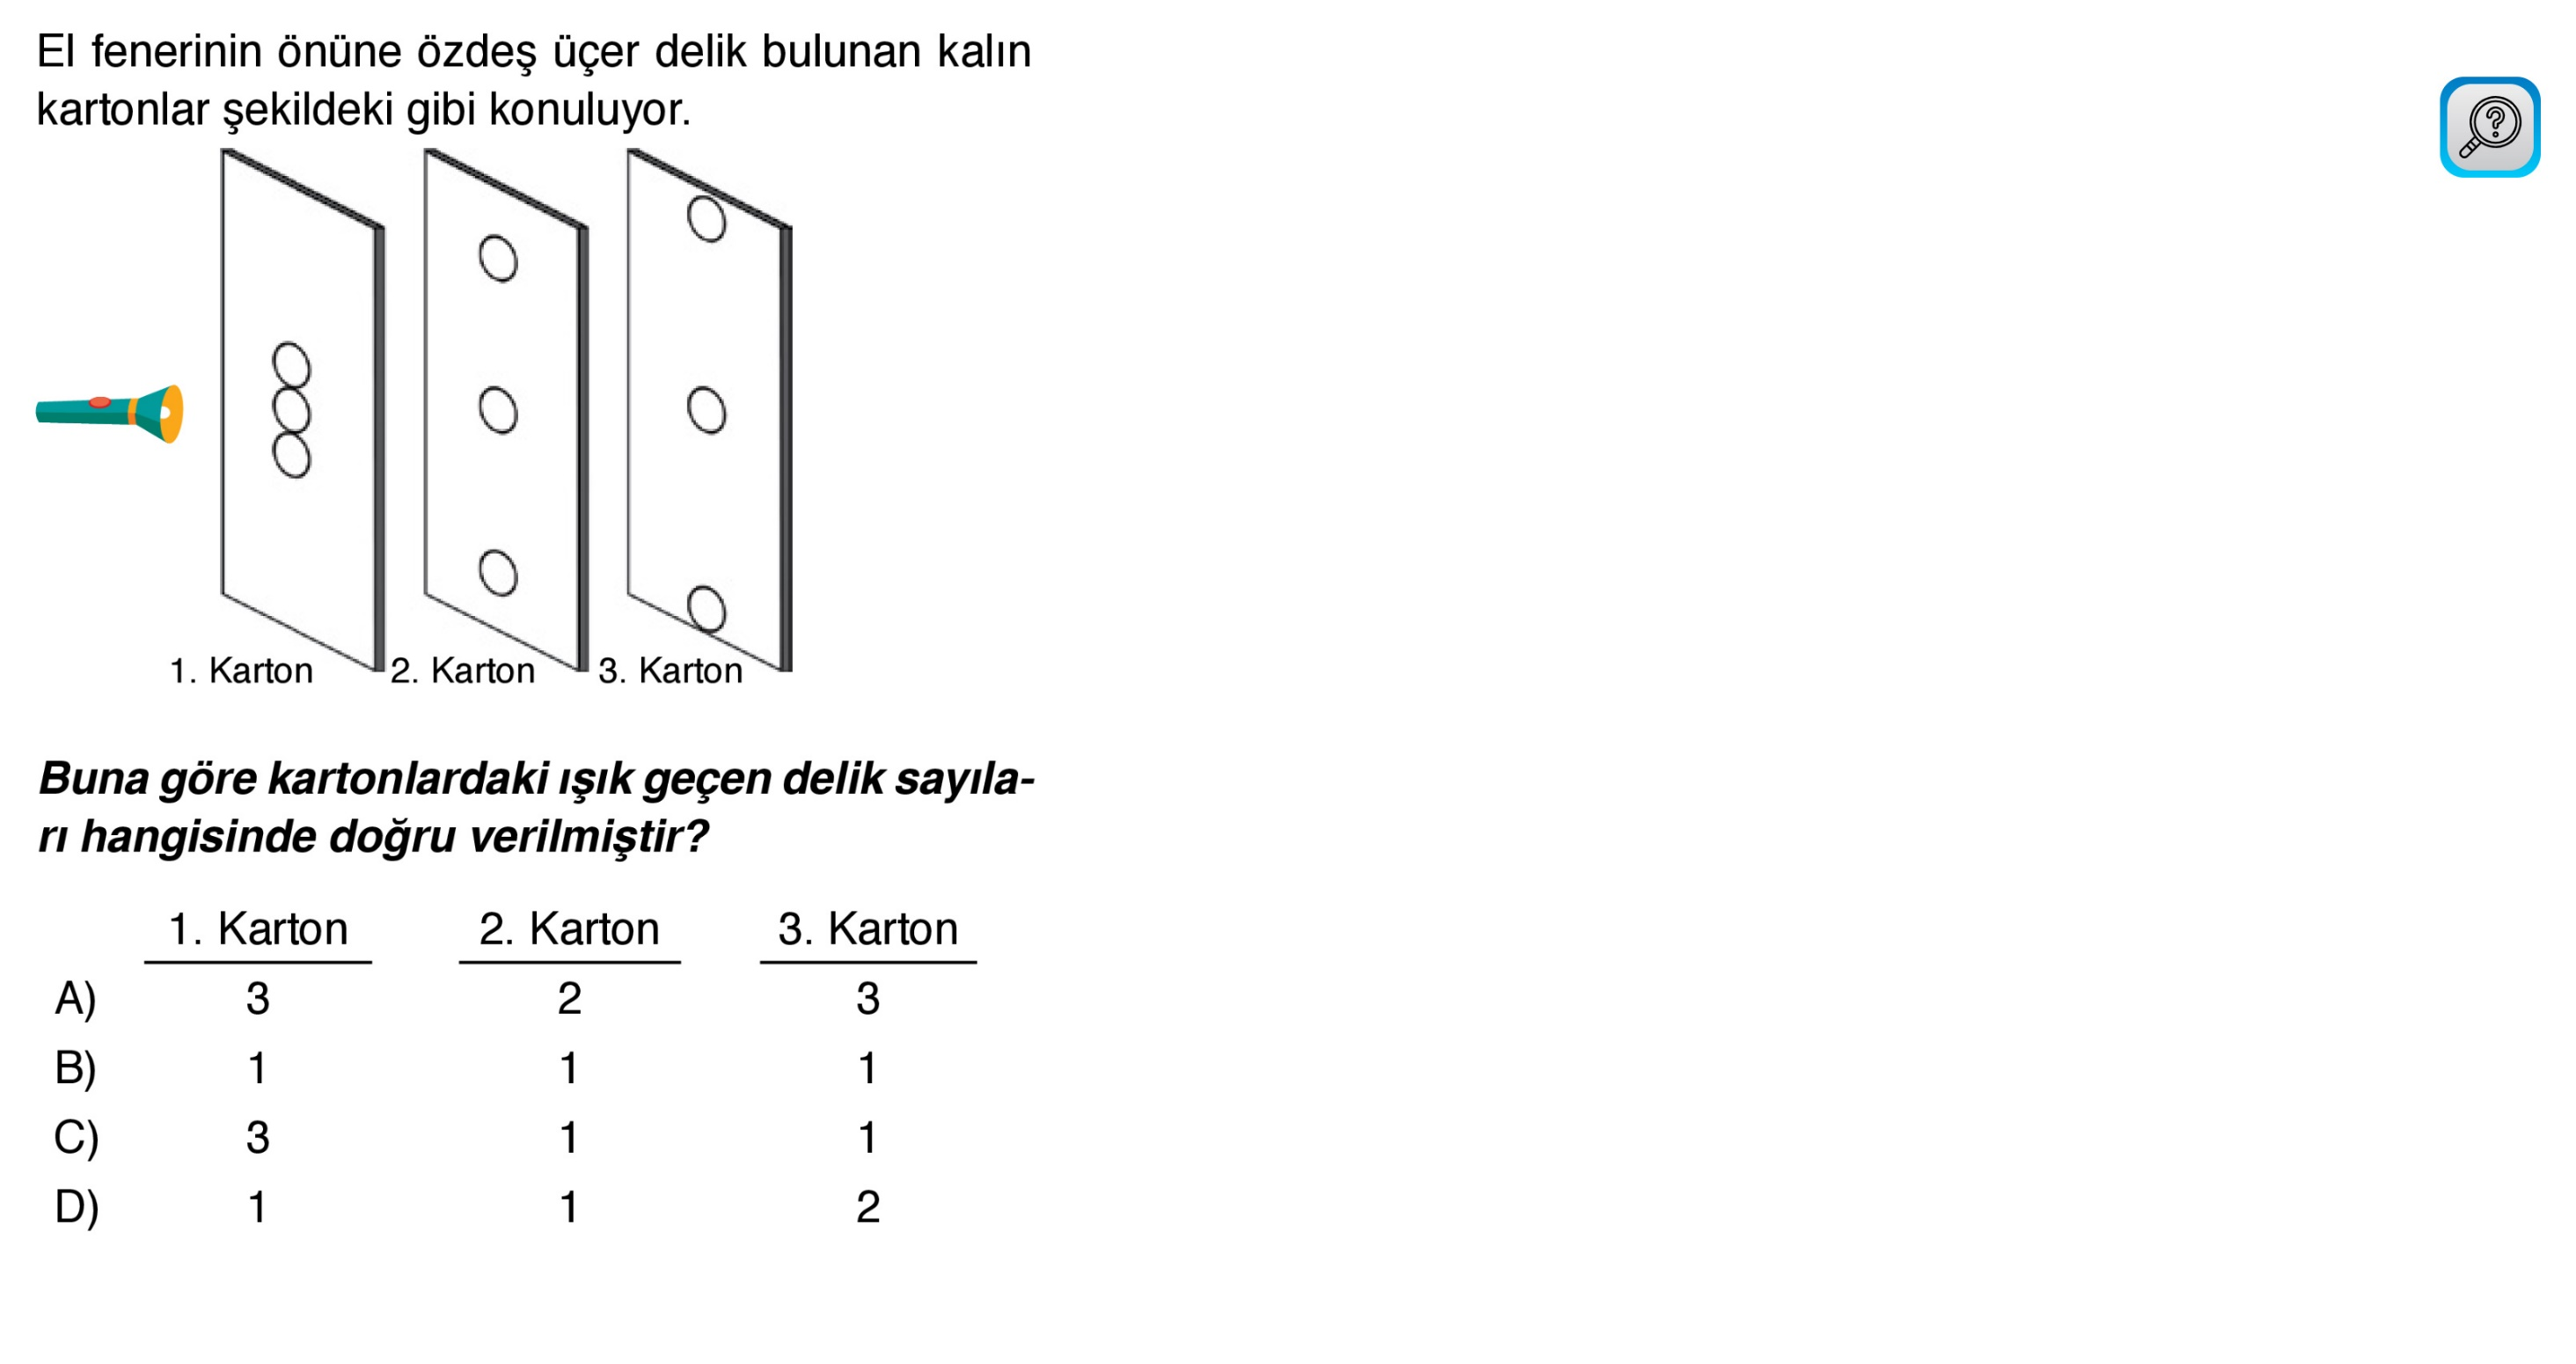 El fenerinin önüne özdeş üçer delik bulunan kalın
kartonlar şekildeki gibi konuluyor.
1. Karton 2. Karton 3. Karton
Buna göre kartonlardaki ışık geçen delik sayıla-
rı hangisinde doğru verilmiştir?
1. Karton 2. Karton 3. Karton
A) 3 2 3
B) 1 1 1
C) 3 1 1
D) 1 1 2